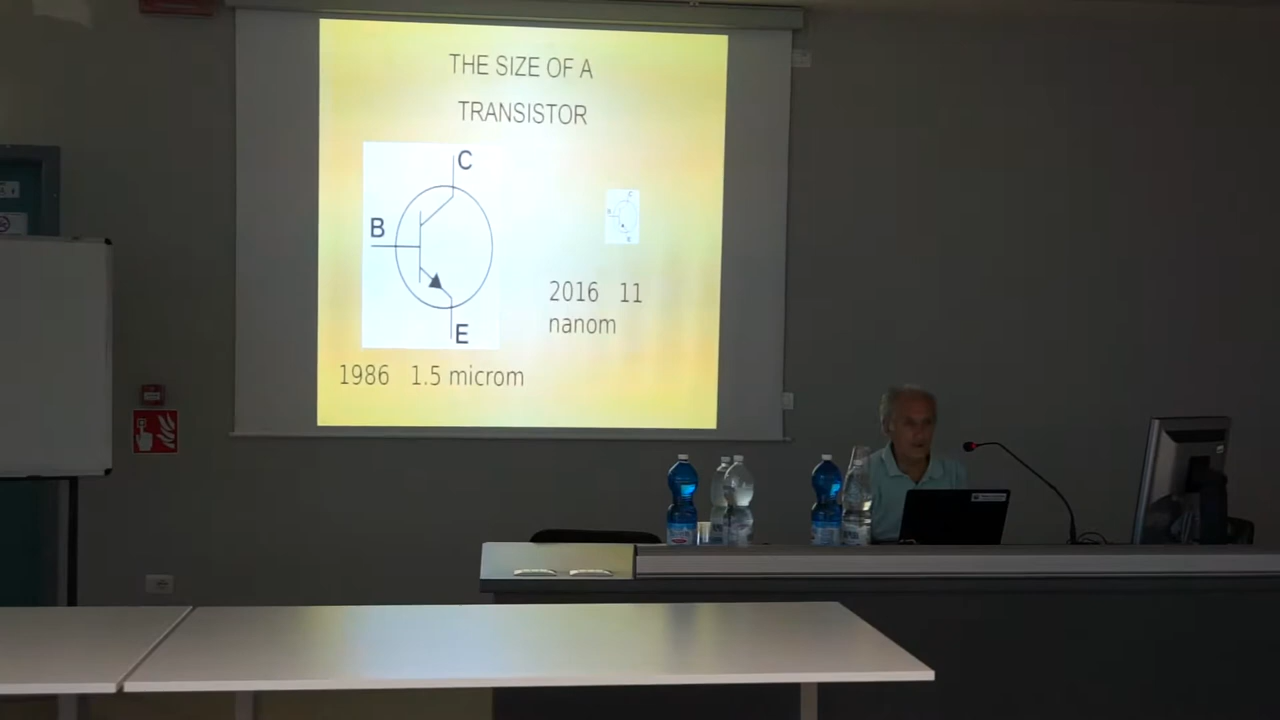 THE SIZE OF A
TRANSISTOR
C
B
E
1986 1.5 microm
C
B
E
2016 11
nanom